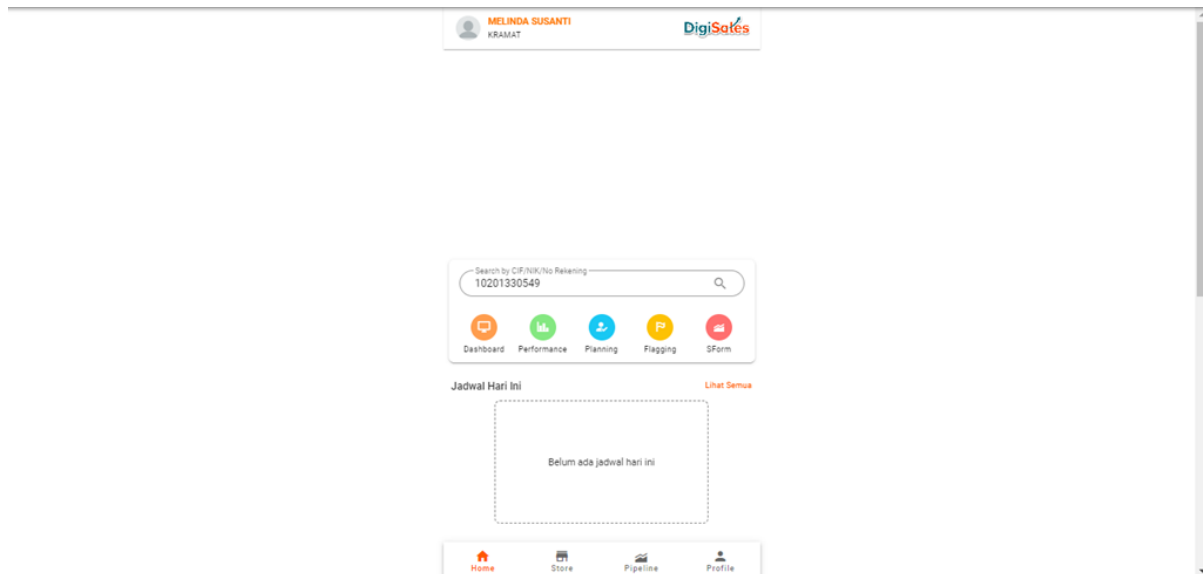 MELINDA SUSANTI
KRAMAT
DigiSales
Search by CIF/NIK/No Rekening
10201330549
Dashboard Performance Planning Flagging SForm
Jadwal Hari Ini Lihat Semua
Belum ada jadwal hari ini
Home Store Pipeline Profile